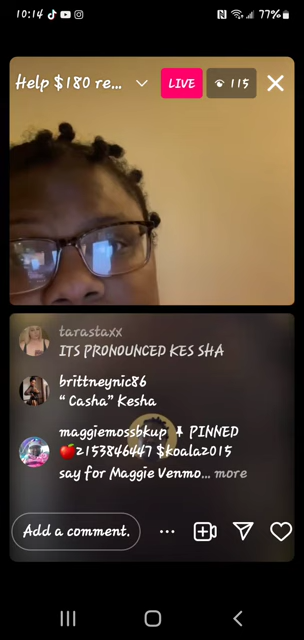 10:14
77%
Help $180 re...
LIVE
115
tarastaxx
ITS PRONOUNCED KES SHA
brittneynic86
“ Casha” Kesha
maggiemossbkup PINNED
🍎2153846447 $koala2015
say for Maggie Venmo... more
Add a comment.